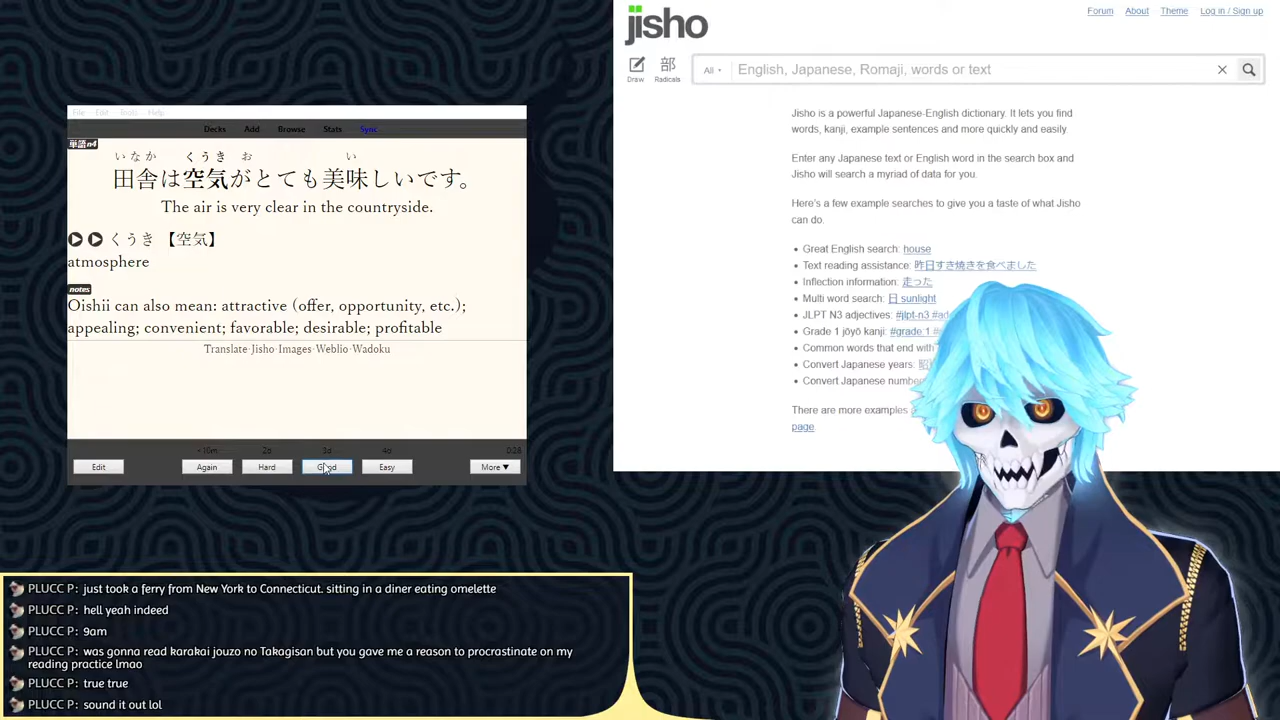 jisho
Forum About Theme Log in / Sign up
Draw
部
Radicals
All
English, Japanese, Romaji, words or text
Jisho is a powerful Japanese-English dictionary. It lets you find
words, kanji, example sentences and more quickly and easily.
Enter any Japanese text or English word in the search box and
Jisho will search a myriad of data for you.
Here's a few example searches to give you a taste of what Jisho
can do.
• Great English search: house
• Text reading assistance: 昨日すき焼きを食べました
• Inflection information: 走った
• Multi word search: 日 sunlight
• JLPT N3 adjectives: #jlpt-n3
• Grade 1 jōyō kanji: #grade:1
• Common words that end with
• Convert Japanese years:
• Convert Japanese
There are more examples
page
File Edit Tools Help
Decks Add Browse Stats Sync
単語n4
いなか くうき お い
田舎は空気がとても美味しいです。
The air is very clear in the countryside.
くうき【空気】
atmosphere
notes
Oishii can also mean: attractive (offer, opportunity, etc.);
appealing; convenient; favorable; desirable; profitable
Translate·Jisho·Images·Weblio·Wadoku
<10m 2d 3d 4d 0:28
Edit Again Hard Good Easy More ▼
PLUCC P: just took a ferry from New York to Connecticut. sitting in a diner eating omelette
PLUCC P: hell yeah indeed
PLUCC P: 9am
PLUCC P: was gonna read karakai jouzo no Takagisan but you gave me a reason to procrastinate on my
reading practice lmao
PLUCC P: true true
PLUCC P: sound it out lol